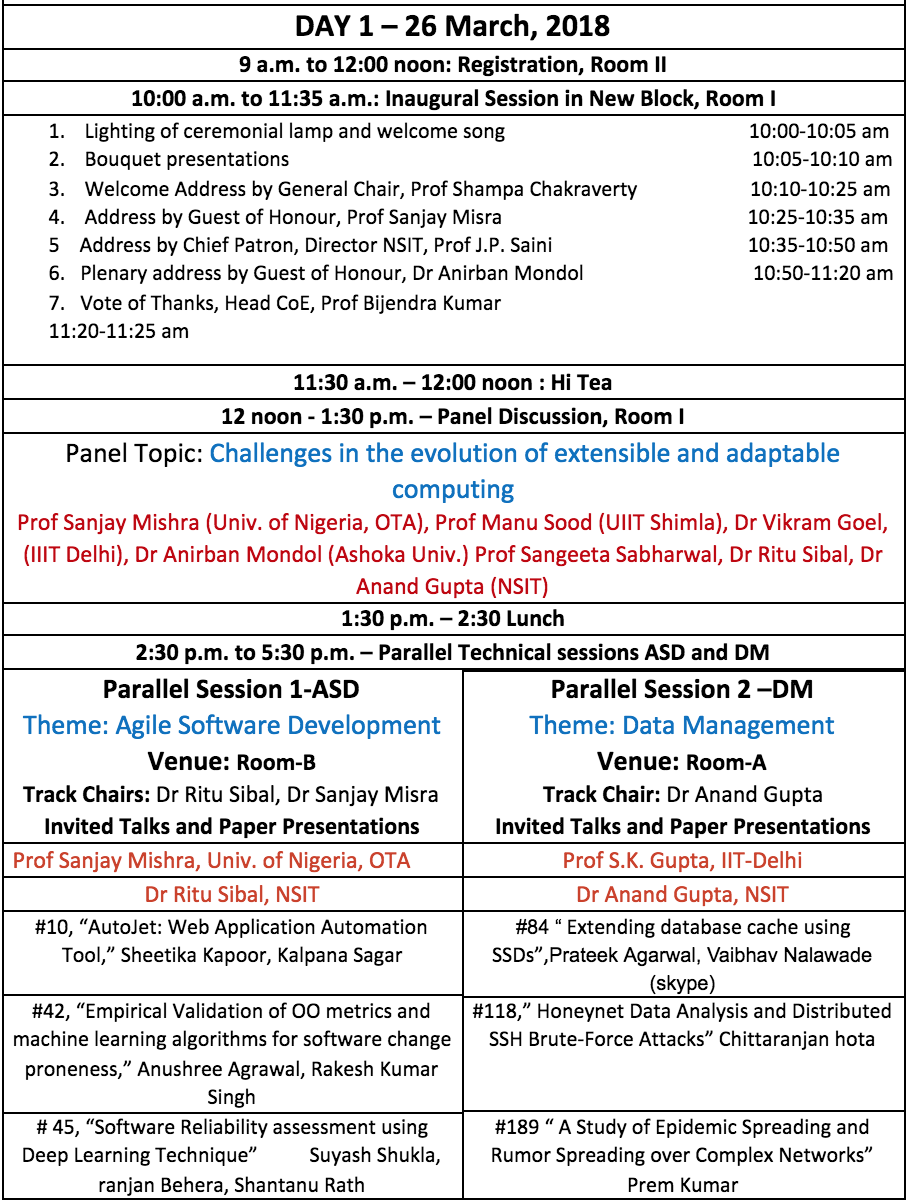 DAY 1 – 26 March, 2018
9 a.m. to 12:00 noon: Registration, Room II
10:00 a.m. to 11:35 a.m.: Inaugural Session in New Block, Room I
1. Lighting of ceremonial lamp and welcome song 10:00-10:05 am
2. Bouquet presentations 10:05-10:10 am
3. Welcome Address by General Chair, Prof Shampa Chakraverty 10:10-10:25 am
4. Address by Guest of Honour, Prof Sanjay Misra 10:25-10:35 am
5 Address by Chief Patron, Director NSIT, Prof J.P. Saini 10:35-10:50 am
6. Plenary address by Guest of Honour, Dr Anirban Mondol 10:50-11:20 am
7. Vote of Thanks, Head CoE, Prof Bijendra Kumar
11:20-11:25 am
11:30 a.m. – 12:00 noon : Hi Tea
12 noon - 1:30 p.m. – Panel Discussion, Room I
Panel Topic: Challenges in the evolution of extensible and adaptable
computing
Prof Sanjay Mishra (Univ. of Nigeria, OTA), Prof Manu Sood (UIIT Shimla), Dr Vikram Goel,
(IIIT Delhi), Dr Anirban Mondol (Ashoka Univ.) Prof Sangeeta Sabharwal, Dr Ritu Sibal, Dr
Anand Gupta (NSIT)
1:30 p.m. – 2:30 Lunch
2:30 p.m. to 5:30 p.m. – Parallel Technical sessions ASD and DM
Parallel Session 1-ASD
Theme: Agile Software Development
Venue: Room-B
Track Chairs: Dr Ritu Sibal, Dr Sanjay Misra
Invited Talks and Paper Presentations
Prof Sanjay Mishra, Univ. of Nigeria, OTA
Dr Ritu Sibal, NSIT
#10, “AutoJet: Web Application Automation
Tool,” Sheetika Kapoor, Kalpana Sagar
#42, “Empirical Validation of OO metrics and
machine learning algorithms for software change
proneness,” Anushree Agrawal, Rakesh Kumar
Singh
# 45, “Software Reliability assessment using
Deep Learning Technique” Suyash Shukla,
ranjan Behera, Shantanu Rath
Parallel Session 2 –DM
Theme: Data Management
Venue: Room-A
Track Chair: Dr Anand Gupta
Invited Talks and Paper Presentations
Prof S.K. Gupta, IIT-Delhi
Dr Anand Gupta, NSIT
#84 “ Extending database cache using
SSDs”,Prateek Agarwal, Vaibhav Nalawade
(skype)
#118,” Honeynet Data Analysis and Distributed
SSH Brute-Force Attacks” Chittaranjan hota
#189 “ A Study of Epidemic Spreading and
Rumor Spreading over Complex Networks”
Prem Kumar